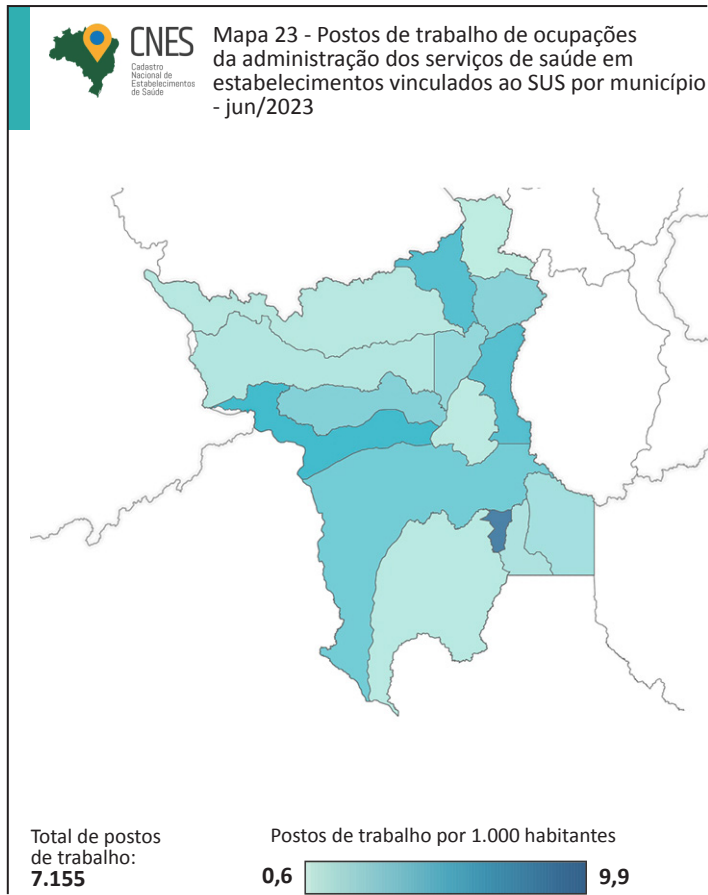 CNES
Cadastro
Nacional de
Estabelecimentos
de Saúde
Mapa 23 - Postos de trabalho de ocupações
da administração dos serviços de saúde em
estabelecimentos vinculados ao SUS por município
- jun/2023
Total de postos
de trabalho:
7.155
Postos de trabalho por 1.000 habitantes
0,6
9,9